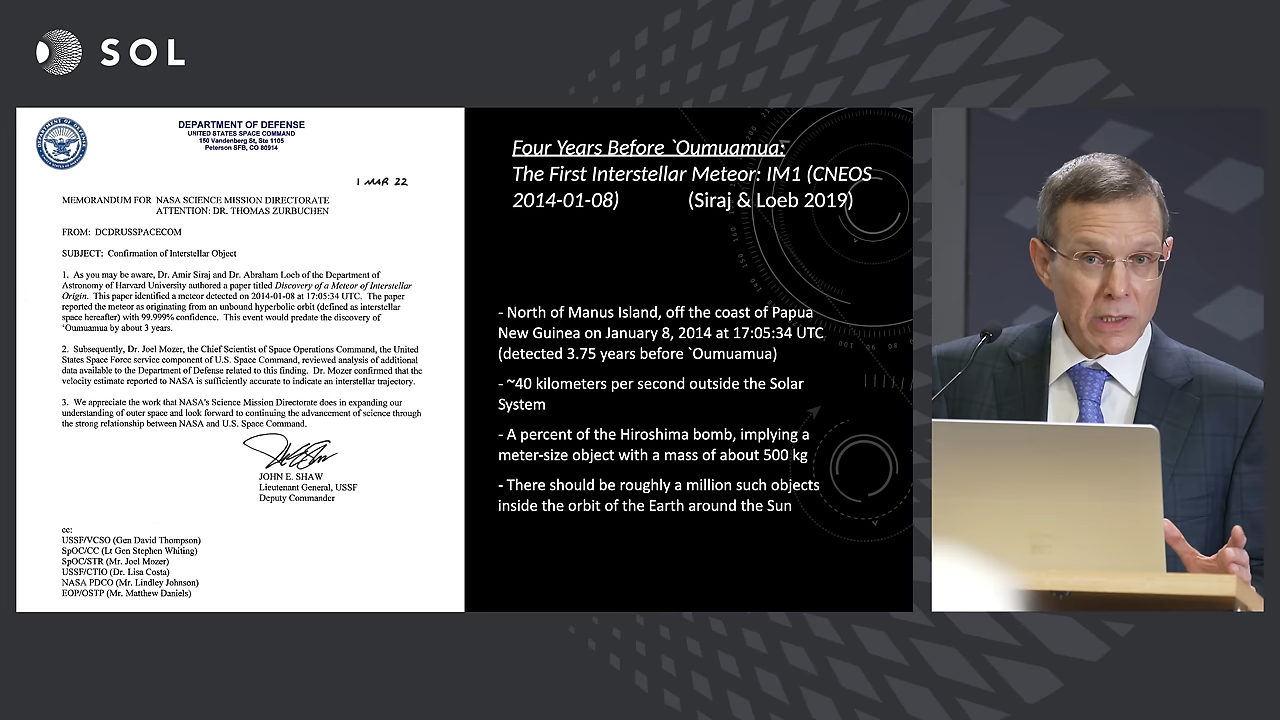 SOL
DEPARTMENT OF DEFENSE
UNITED STATES SPACE COMMAND
150 Vandenberg St, Ste 1105
Peterson SFB, CO 80914
1 MAR 22
MEMORANDUM FOR NASA SCIENCE MISSION DIRECTORATE
ATTENTION: DR. THOMAS ZURBUCHEN
FROM: DCDRUSSPACECOM
SUBJECT: Confirmation of Interstellar Object
1. As you may be aware, Dr. Amir Siraj and Dr. Abraham Loeb of the Department of
Astronomy of Harvard University authored a paper titled Discovery of a Meteor of Interstellar
Origin. This paper identified a meteor detected on 2014-01-08 at 17:05:34 UTC. The paper
reported the meteor as originating from an unbound hyperbolic orbit (defined as interstellar
space hereafter) with 99.999% confidence. This event would predate the discovery of
‘Oumuamua by about 3 years.
2. Subsequently, Dr. Joel Mozer, the Chief Scientist of Space Operations Command, the United
States Space Force service component of U.S. Space Command, reviewed analysis of additional
data available to the Department of Defense related to this finding. Dr. Mozer confirmed that the
velocity estimate reported to NASA is sufficiently accurate to indicate an interstellar trajectory.
3. We appreciate the work that NASA's Science Mission Directorate does in expanding our
understanding of outer space and look forward to continuing the advancement of science through
the strong relationship between NASA and U.S. Space Command.
JOHN E. SHAW
Lieutenant General, USSF
Deputy Commander
cc:
USSF/VCSO (Gen David Thompson)
SpOC/CC (Lt Gen Stephen Whiting)
SpOC/STR (Mr. Joel Mozer)
USSF/CTIO (Dr. Lisa Costa)
NASA PDCO (Mr. Lindley Johnson)
EOP/OSTP (Mr. Matthew Daniels)
Four Years Before `Oumuamua:
The First Interstellar Meteor: IM1 (CNEOS
2014-01-08) (Siraj & Loeb 2019)
- North of Manus Island, off the coast of Papua
New Guinea on January 8, 2014 at 17:05:34 UTC
(detected 3.75 years before `Oumuamua)
- ~40 kilometers per second outside the Solar
System
- A percent of the Hiroshima bomb, implying a
meter-size object with a mass of about 500 kg
- There should be roughly a million such objects
inside the orbit of the Earth around the Sun